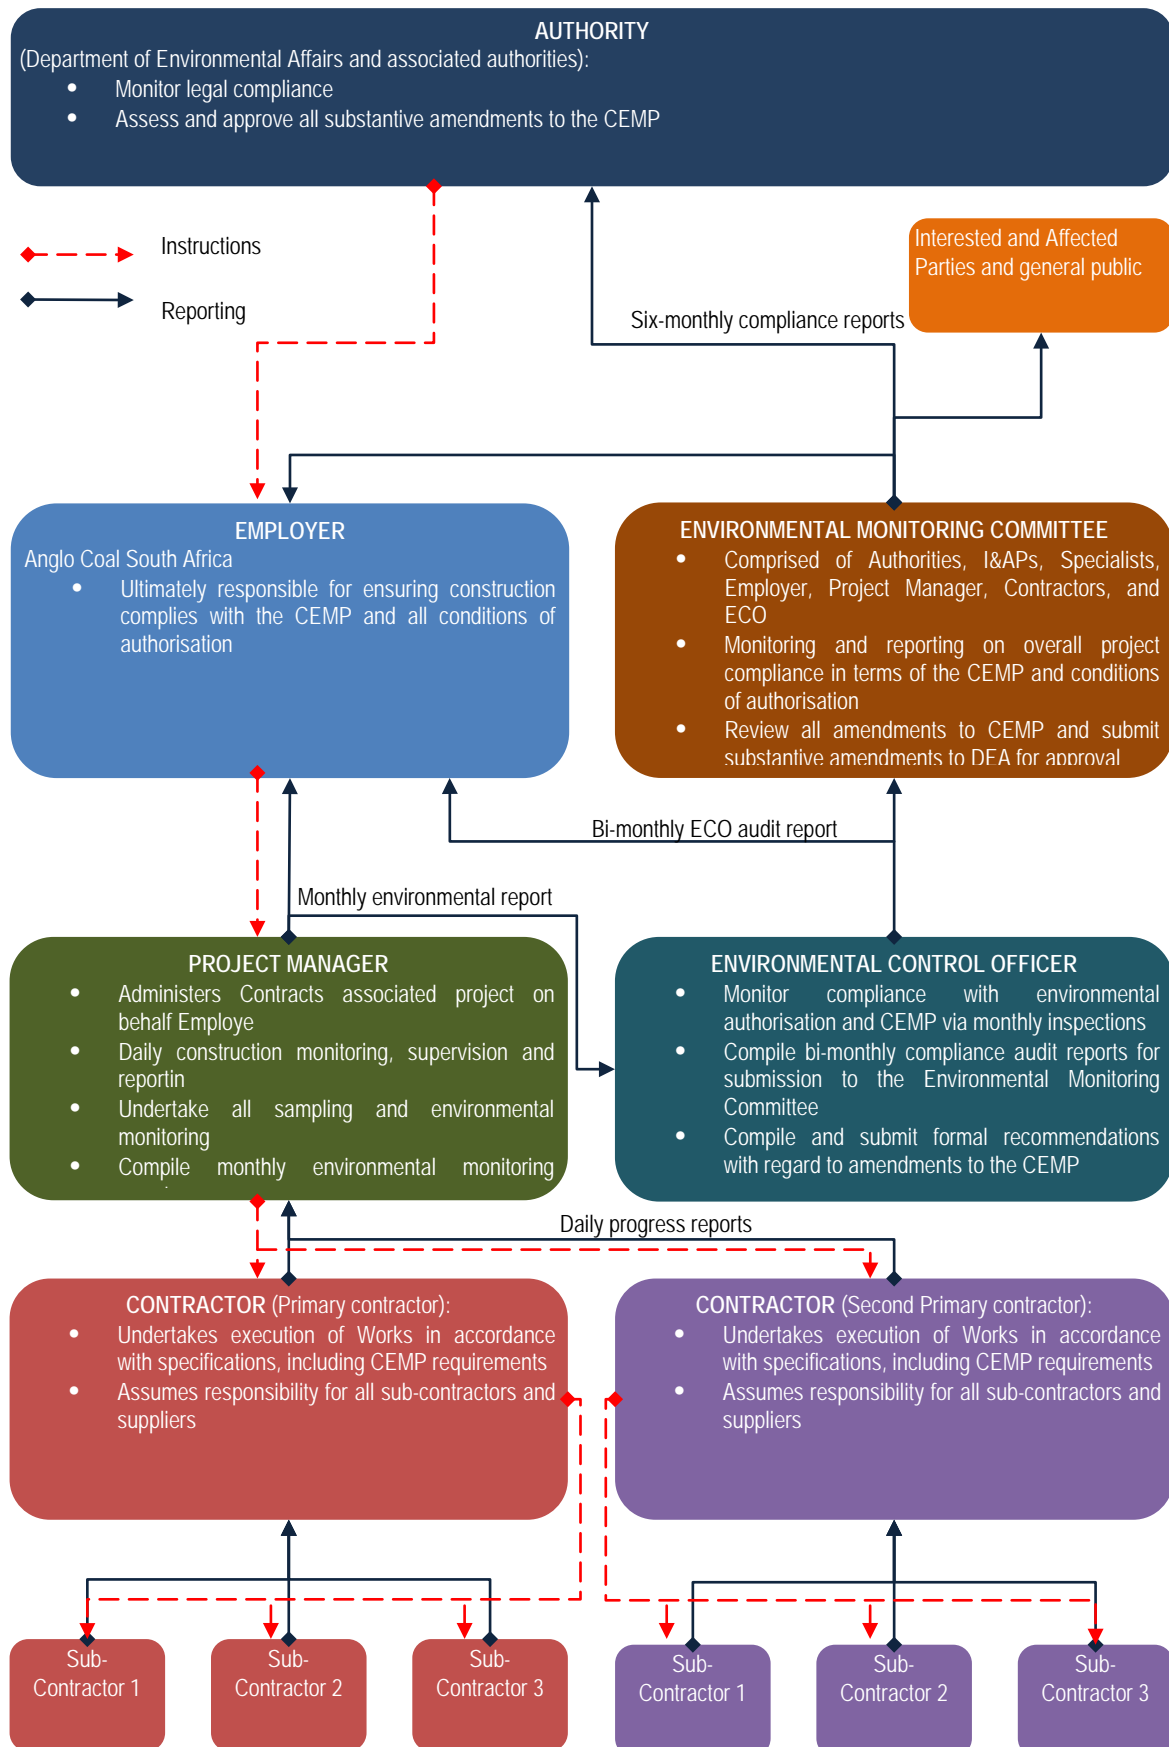 AUTHORITY
(Department of Environmental Affairs and associated authorities):
• Monitor legal compliance
• Assess and approve all substantive amendments to the CEMP
Instructions
Reporting
Interested and Affected
Parties and general public
Six-monthly compliance reports
EMPLOYER
Anglo Coal South Africa
• Ultimately responsible for ensuring construction
complies with the CEMP and all conditions of
authorisation
ENVIRONMENTAL MONITORING COMMITTEE
• Comprised of Authorities, I&APs, Specialists,
Employer, Project Manager, Contractors, and
ECO
• Monitoring and reporting on overall project
compliance in terms of the CEMP and conditions
of authorisation
• Review all amendments to CEMP and submit
substantive amendments to DEA for approval
Bi-monthly ECO audit report
Monthly environmental report
PROJECT MANAGER
• Administers Contracts associated project on
behalf Employe
• Daily construction monitoring, supervision and
reportin
• Undertake all sampling and environmental
monitoring
• Compile monthly environmental monitoring
ENVIRONMENTAL CONTROL OFFICER
• Monitor compliance with environmental
authorisation and CEMP via monthly inspections
• Compile bi-monthly compliance audit reports for
submission to the Environmental Monitoring
Committee
• Compile and submit formal recommendations
with regard to amendments to the CEMP
Daily progress reports
CONTRACTOR (Primary contractor):
• Undertakes execution of Works in accordance
with specifications, including CEMP requirements
• Assumes responsibility for all sub-contractors and
suppliers
CONTRACTOR (Second Primary contractor):
• Undertakes execution of Works in accordance
with specifications, including CEMP requirements
• Assumes responsibility for all sub-contractors and
suppliers
Sub-
Contractor 1
Sub-
Contractor 2
Sub-
Contractor 3
Sub-
Contractor 1
Sub-
Contractor 2
Sub-
Contractor 3